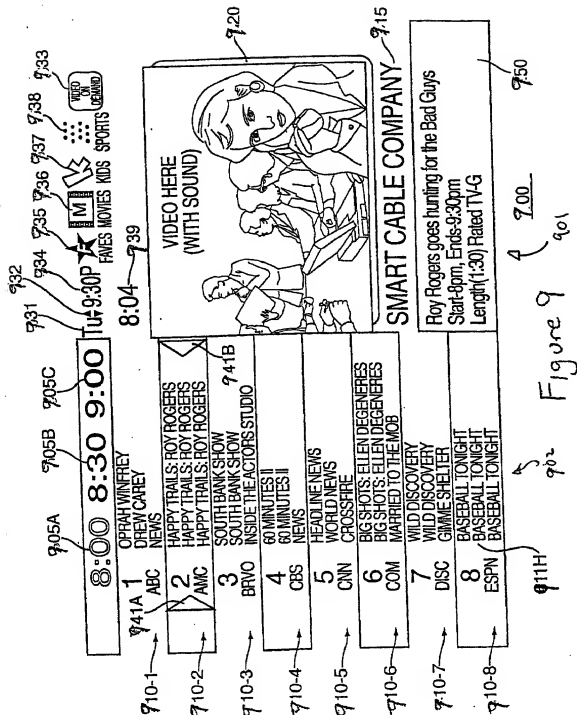 905A 905B 905C
931 932 934 935 936 937 938 933
8:00 8:30 9:00
Tu 9:30P
F M VIDEO ON DEMAND
FAVES MOVIES KIDS SPORTS
8:04 939
941A
910-1
1 ABC
OPRAH WINFREY
DREW CAREY
NEWS
910-2
2 AMC
HAPPY TRAILS: ROY ROGERS
HAPPY TRAILS: ROY ROGERS
HAPPY TRAILS: ROY ROGERS
941B
910-3
3 BRVO
SOUTH BANK SHOW
SOUTH BANK SHOW
INSIDE THE ACTORS STUDIO
910-4
4 CBS
60 MINUTES II
60 MINUTES II
NEWS
910-5
5 CNN
HEADLINE NEWS
WORLD NEWS
CROSSFIRE
910-6
6 COM
BIG SHOTS: ELLEN DEGENERES
BIG SHOTS: ELLEN DEGENERES
MARRIED TO THE MOB
910-7
7 DISC
WILD DISCOVERY
WILD DISCOVERY
GIMME SHELTER
910-8
8 ESPN
BASEBALL TONIGHT
BASEBALL TONIGHT
BASEBALL TONIGHT
911H
902
VIDEO HERE
(WITH SOUND)
920
SMART CABLE COMPANY
915
Roy Rogers goes hunting for the Bad Guys
Start-8pm, Ends-9:30pm
Length(1:30) Rated TV-G
950
900
901
Figure 9